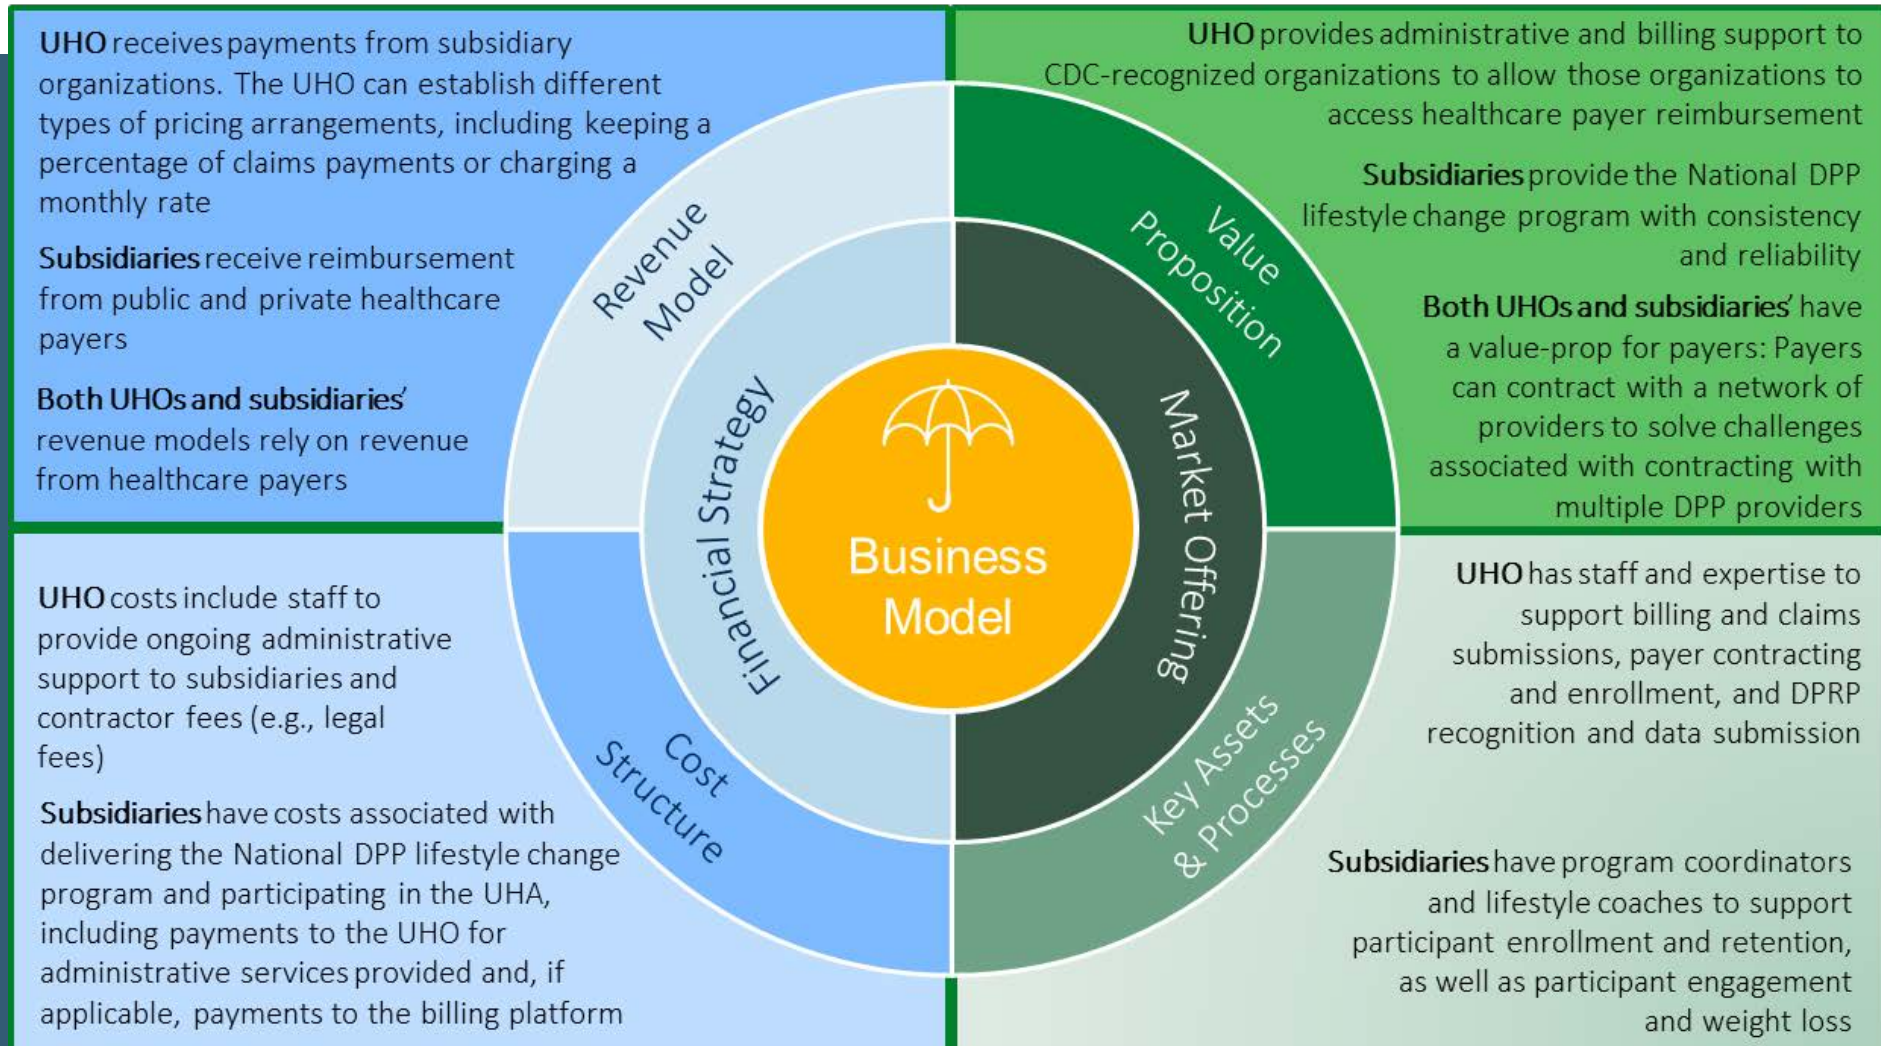 UHO receives payments from subsidiary
organizations. The UHO can establish different
types of pricing arrangements, including keeping a
percentage of claims payments or charging a
monthly rate
Subsidiaries receive reimbursement
from public and private healthcare
payers
Both UHOs and subsidiaries'
revenue models rely on revenue
from healthcare payers
UHO provides administrative and billing support to
CDC-recognized organizations to allow those organizations to
access healthcare payer reimbursement
Subsidiaries provide the National DPP
lifestyle change program with consistency
and reliability
Both UHOs and subsidiaries' have
a value-prop for payers: Payers
can contract with a network of
providers to solve challenges
associated with contracting with
multiple DPP providers
Revenue
Model
Value
Proposition
Financial Strategy
Business
Model
Market Offering
Cost
Structure
Key Assets
& Processes
UHO costs include staff to
provide ongoing administrative
support to subsidiaries and
contractor fees (e.g., legal
fees)
Subsidiaries have costs associated with
delivering the National DPP lifestyle change
program and participating in the UHA,
including payments to the UHO for
administrative services provided and, if
applicable, payments to the billing platform
UHO has staff and expertise to
support billing and claims
submissions, payer contracting
and enrollment, and DPRP
recognition and data submission
Subsidiaries have program coordinators
and lifestyle coaches to support
participant enrollment and retention,
as well as participant engagement
and weight loss